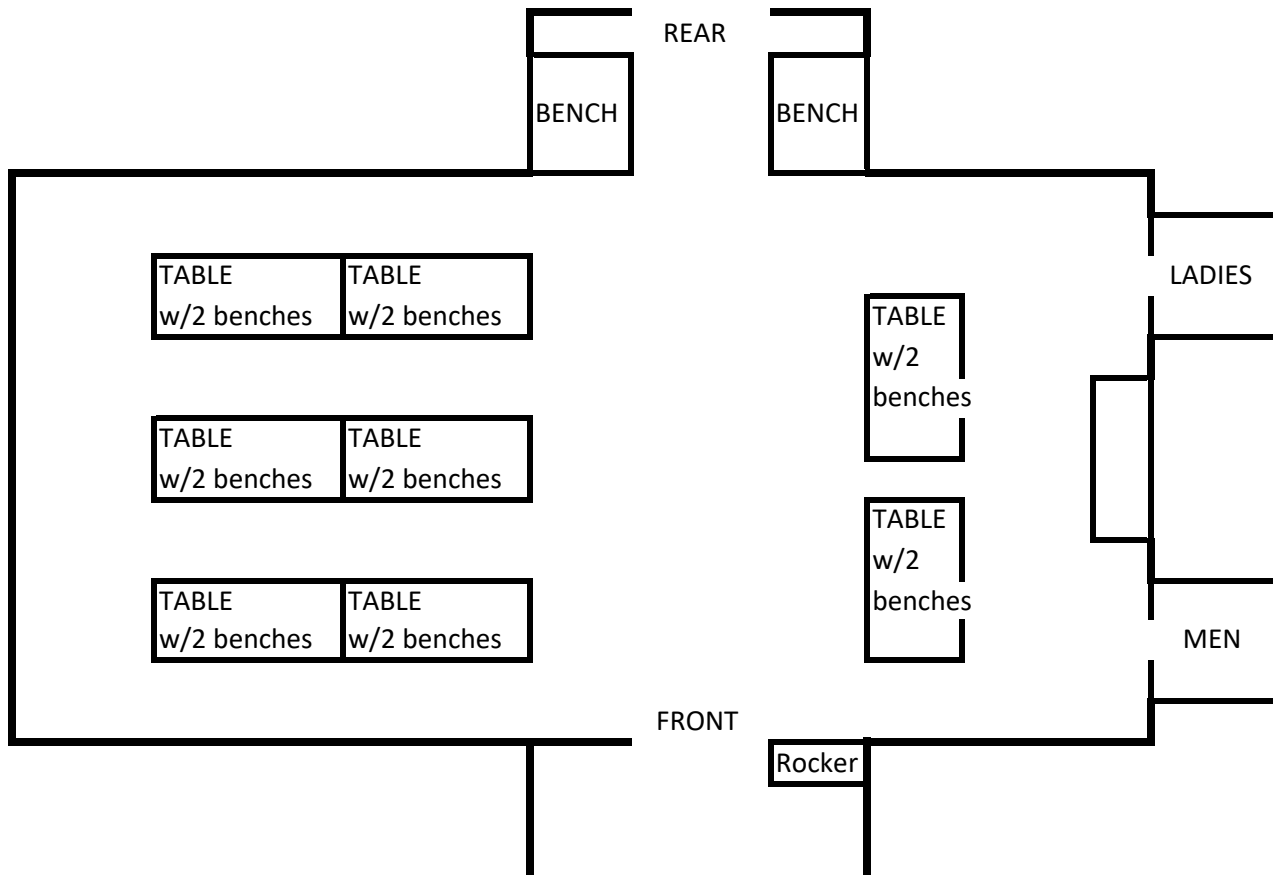 REAR
BENCH
BENCH
TABLE
w/2 benches
TABLE
w/2 benches
LADIES
TABLE
w/2
benches
TABLE
w/2 benches
TABLE
w/2 benches
TABLE
w/2
benches
TABLE
w/2 benches
TABLE
w/2 benches
MEN
FRONT
Rocker